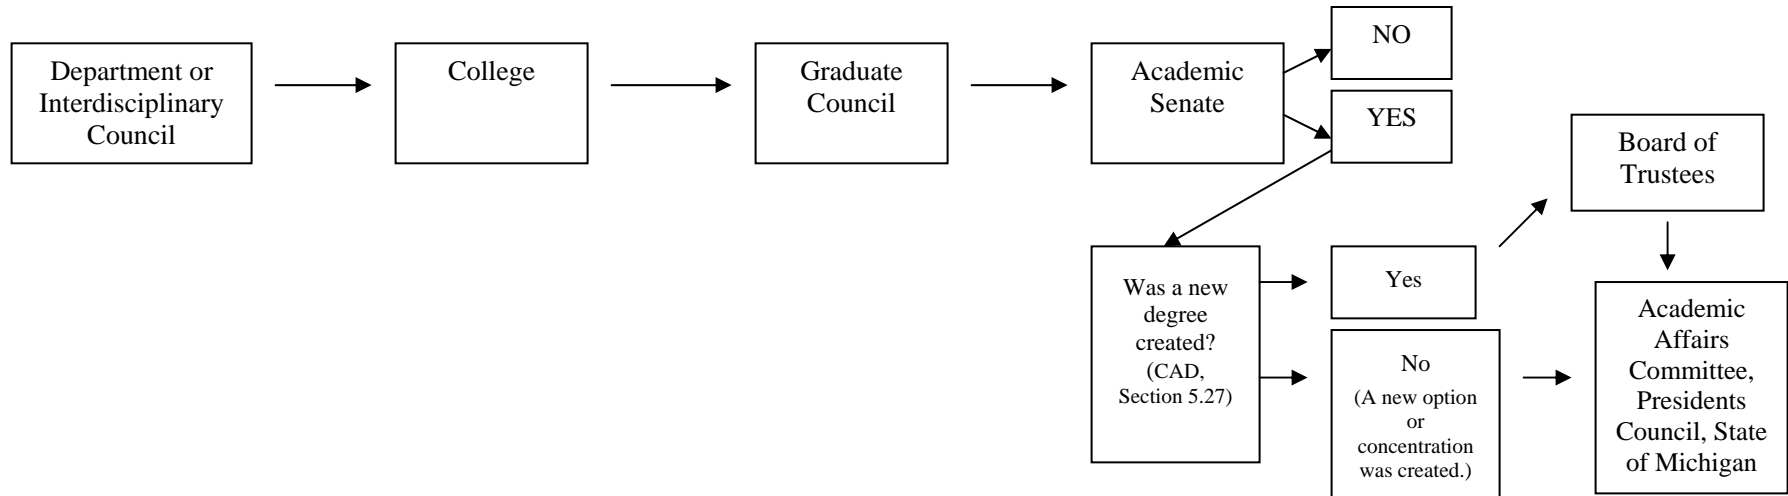 Department or
Interdisciplinary
Council
College
Graduate
Council
Academic
Senate
NO
YES
Board of
Trustees
Was a new
degree
created?
(CAD,
Section 5.27)
Yes
No
(A new option
or
concentration
was created.)
Academic
Affairs
Committee,
Presidents
Council, State
of Michigan